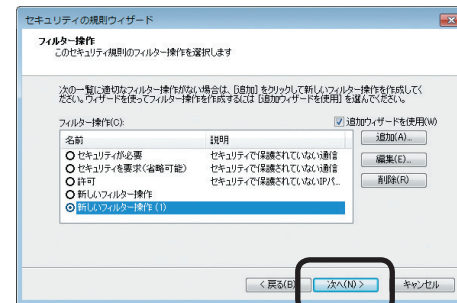 セキュリティの規則ウィザード
フィルター操作
このセキュリティ規則のフィルター操作を選択します
次の一覧に適切なフィルター操作がない場合は、[追加] をクリックして新しいフィルター操作を作成してく
ださい。ウィザードを使ってフィルター操作を作成するには [追加ウィザードを使用] を選んでください。
フィルター操作(C):
追加ウィザードを使用(W)
名前 説明
セキュリティが必要 セキュリティで保護されていない通信
セキュリティを要求 (省略可能) セキュリティで保護されていない通信
許可 セキュリティで保護されていないIPパ...
新しいフィルター操作
新しいフィルター操作 (1)
追加(A)...
編集(E)...
削除(R)
< 戻る(B)
次へ(N) >
キャンセル